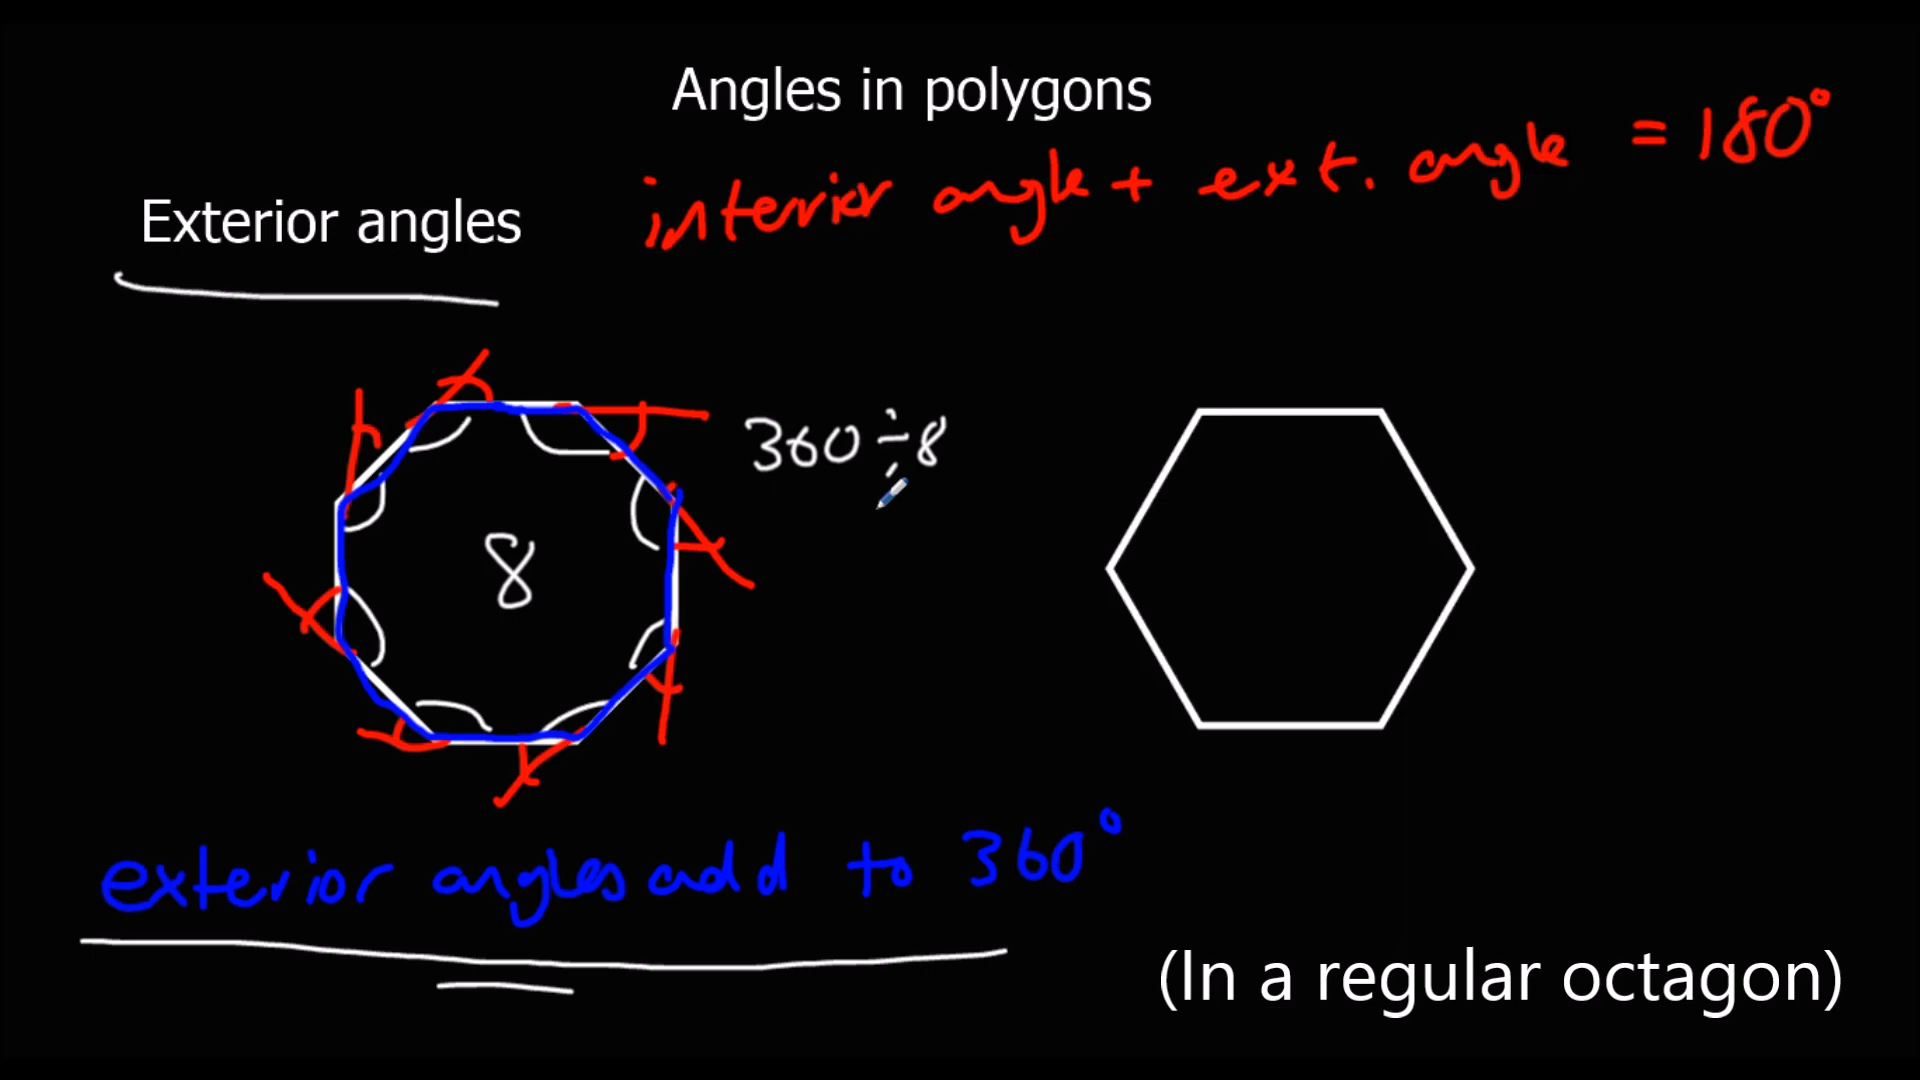 Angles in polygons
interior angle + ext. angle = 180°
Exterior angles
360 ÷ 8
8
exterior angles add to 360°
(In a regular octagon)